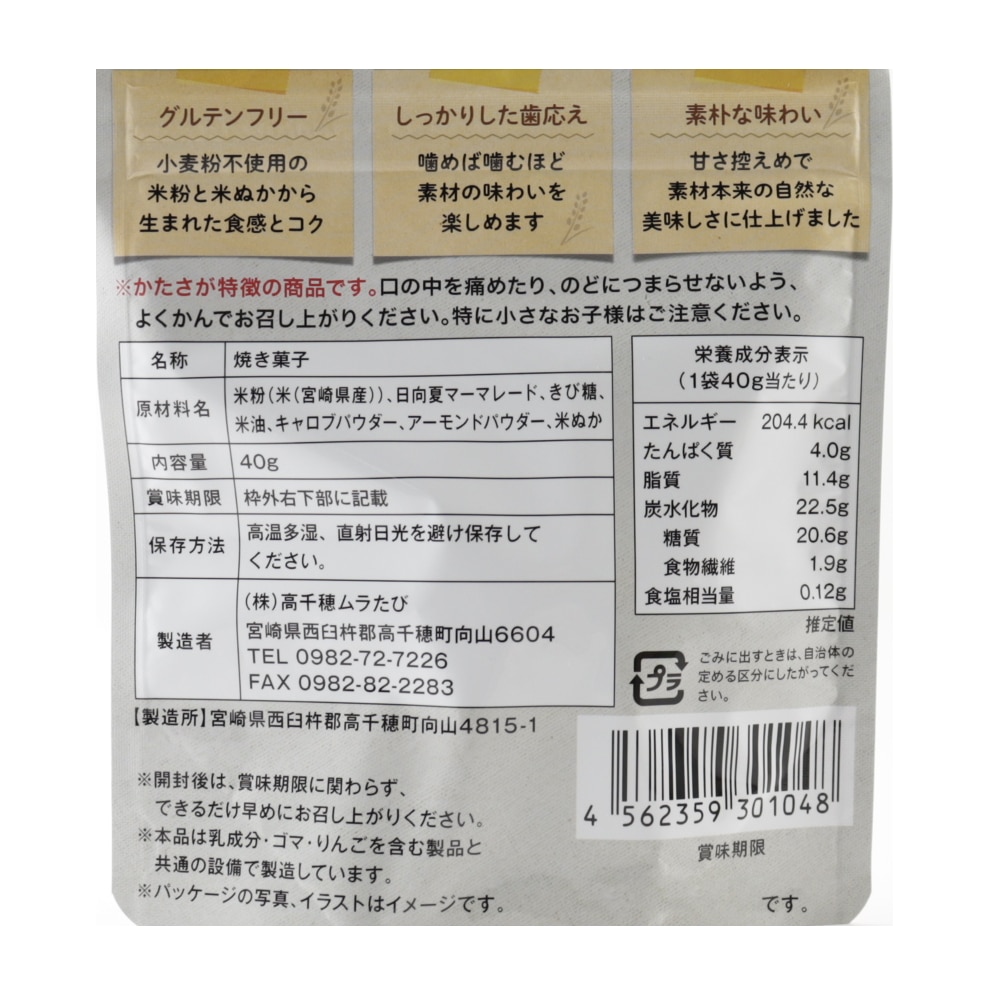 グルテンフリー
小麦粉不使用の
米粉と米ぬかから
生まれた食感とコク
しっかりした歯応え
噛めば噛むほど
素材の味わいを
楽しめます
素朴な味わい
甘さ控えめで
素材本来の自然な
美味しさに仕上げました
※かたさが特徴の商品です。口の中を痛めたり、のどにつまらせないよう、
よくかんでお召し上がりください。特に小さなお子様はご注意ください。
名称 焼き菓子
原材料名 米粉(米(宮崎県産))、日向夏マーマレード、きび糖、
米油、キャロブパウダー、アーモンドパウダー、米ぬか
内容量 40g
賞味期限 枠外右下部に記載
保存方法 高温多湿、直射日光を避け保存して
ください。
製造者 (株)高千穂ムラたび
宮崎県西臼杵郡高千穂町向山6604
TEL 0982-72-7226
FAX 0982-82-2283
【製造所】宮崎県西臼杵郡高千穂町向山4815-1
※開封後は、賞味期限に関わらず、
できるだけ早めにお召し上がりください。
※本品は乳成分・ゴマ・りんごを含む製品と
共通の設備で製造しています。
※パッケージの写真、イラストはイメージです。
栄養成分表示
(1袋40g当たり)
エネルギー 204.4kcal
たんぱく質 4.0g
脂質 11.4g
炭水化物 22.5g
糖質 20.6g
食物繊維 1.9g
食塩相当量 0.12g
推定値
プラ
ごみに出すときは、自治体の
定める区分にしたがってくだ
さい。
4 562359 301048
賞味期限
です。